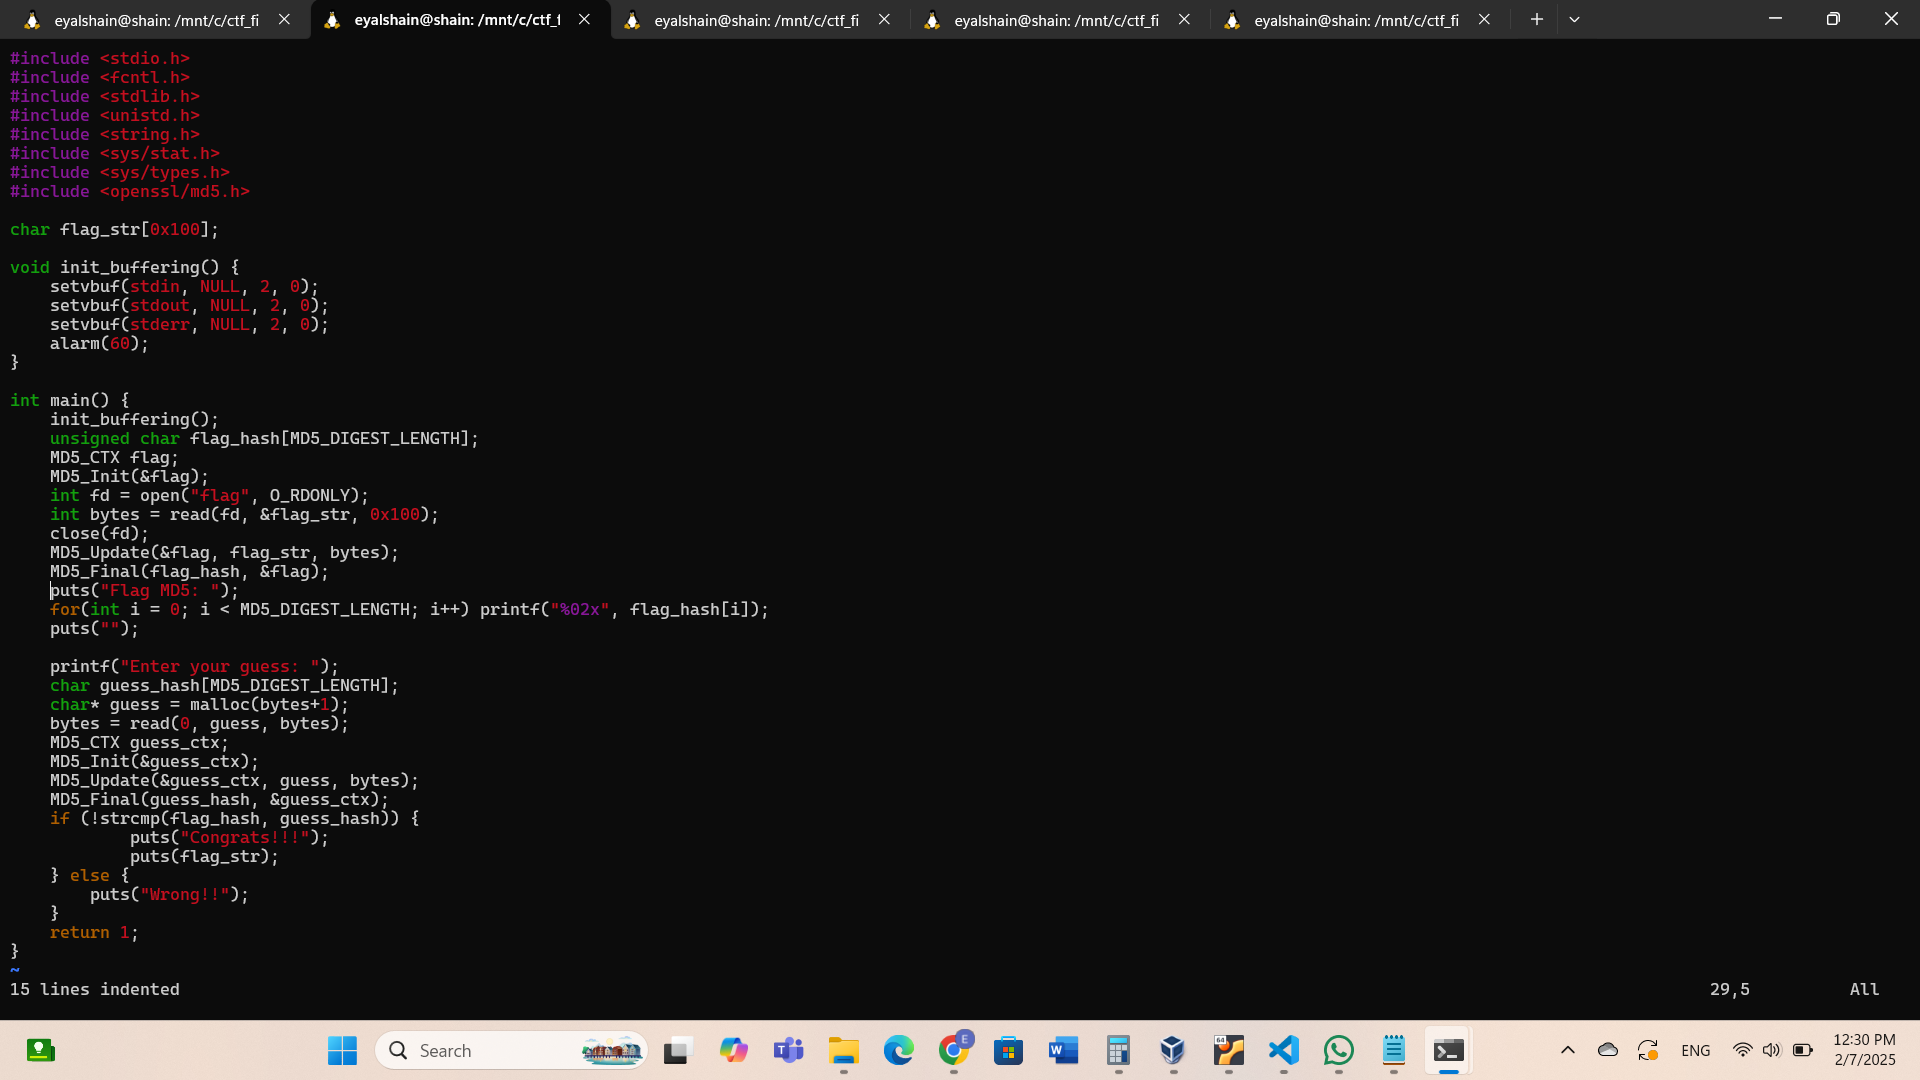 eyalshain@shain: /mnt/c/ctf_fi
eyalshain@shain: /mnt/c/ctf_f
eyalshain@shain: /mnt/c/ctf_fi
eyalshain@shain: /mnt/c/ctf_fi
eyalshain@shain: /mnt/c/ctf_fi
#include <stdio.h>
#include <fcntl.h>
#include <stdlib.h>
#include <unistd.h>
#include <string.h>
#include <sys/stat.h>
#include <sys/types.h>
#include <openssl/md5.h>
char flag_str[0x100];
void init_buffering() {
    setvbuf(stdin, NULL, 2, 0);
    setvbuf(stdout, NULL, 2, 0);
    setvbuf(stderr, NULL, 2, 0);
    alarm(60);
}
int main() {
    init_buffering();
    unsigned char flag_hash[MD5_DIGEST_LENGTH];
    MD5_CTX flag;
    MD5_Init(&flag);
    int fd = open("flag", O_RDONLY);
    int bytes = read(fd, &flag_str, 0x100);
    close(fd);
    MD5_Update(&flag, flag_str, bytes);
    MD5_Final(flag_hash, &flag);
    puts("Flag MD5: ");
    for(int i = 0; i < MD5_DIGEST_LENGTH; i++) printf("%02x", flag_hash[i]);
    puts("");
    printf("Enter your guess: ");
    char guess_hash[MD5_DIGEST_LENGTH];
    char* guess = malloc(bytes+1);
    bytes = read(0, guess, bytes);
    MD5_CTX guess_ctx;
    MD5_Init(&guess_ctx);
    MD5_Update(&guess_ctx, guess, bytes);
    MD5_Final(guess_hash, &guess_ctx);
    if (!strcmp(flag_hash, guess_hash)) {
            puts("Congrats!!!");
            puts(flag_str);
    } else {
        puts("Wrong!!");
    }
    return 1;
}
~
15 lines indented 29,5 All
Search
E
64
ENG
12:30 PM
2/7/2025